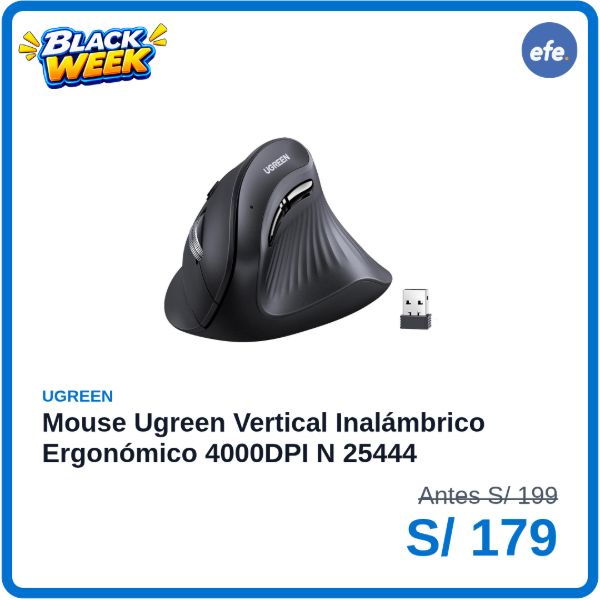 BLACK
WEEK
efe.
UGREEN
UGREEN
Mouse Ugreen Vertical Inalámbrico
Ergonómico 4000DPI N 25444
Antes S/ 199
S/ 179